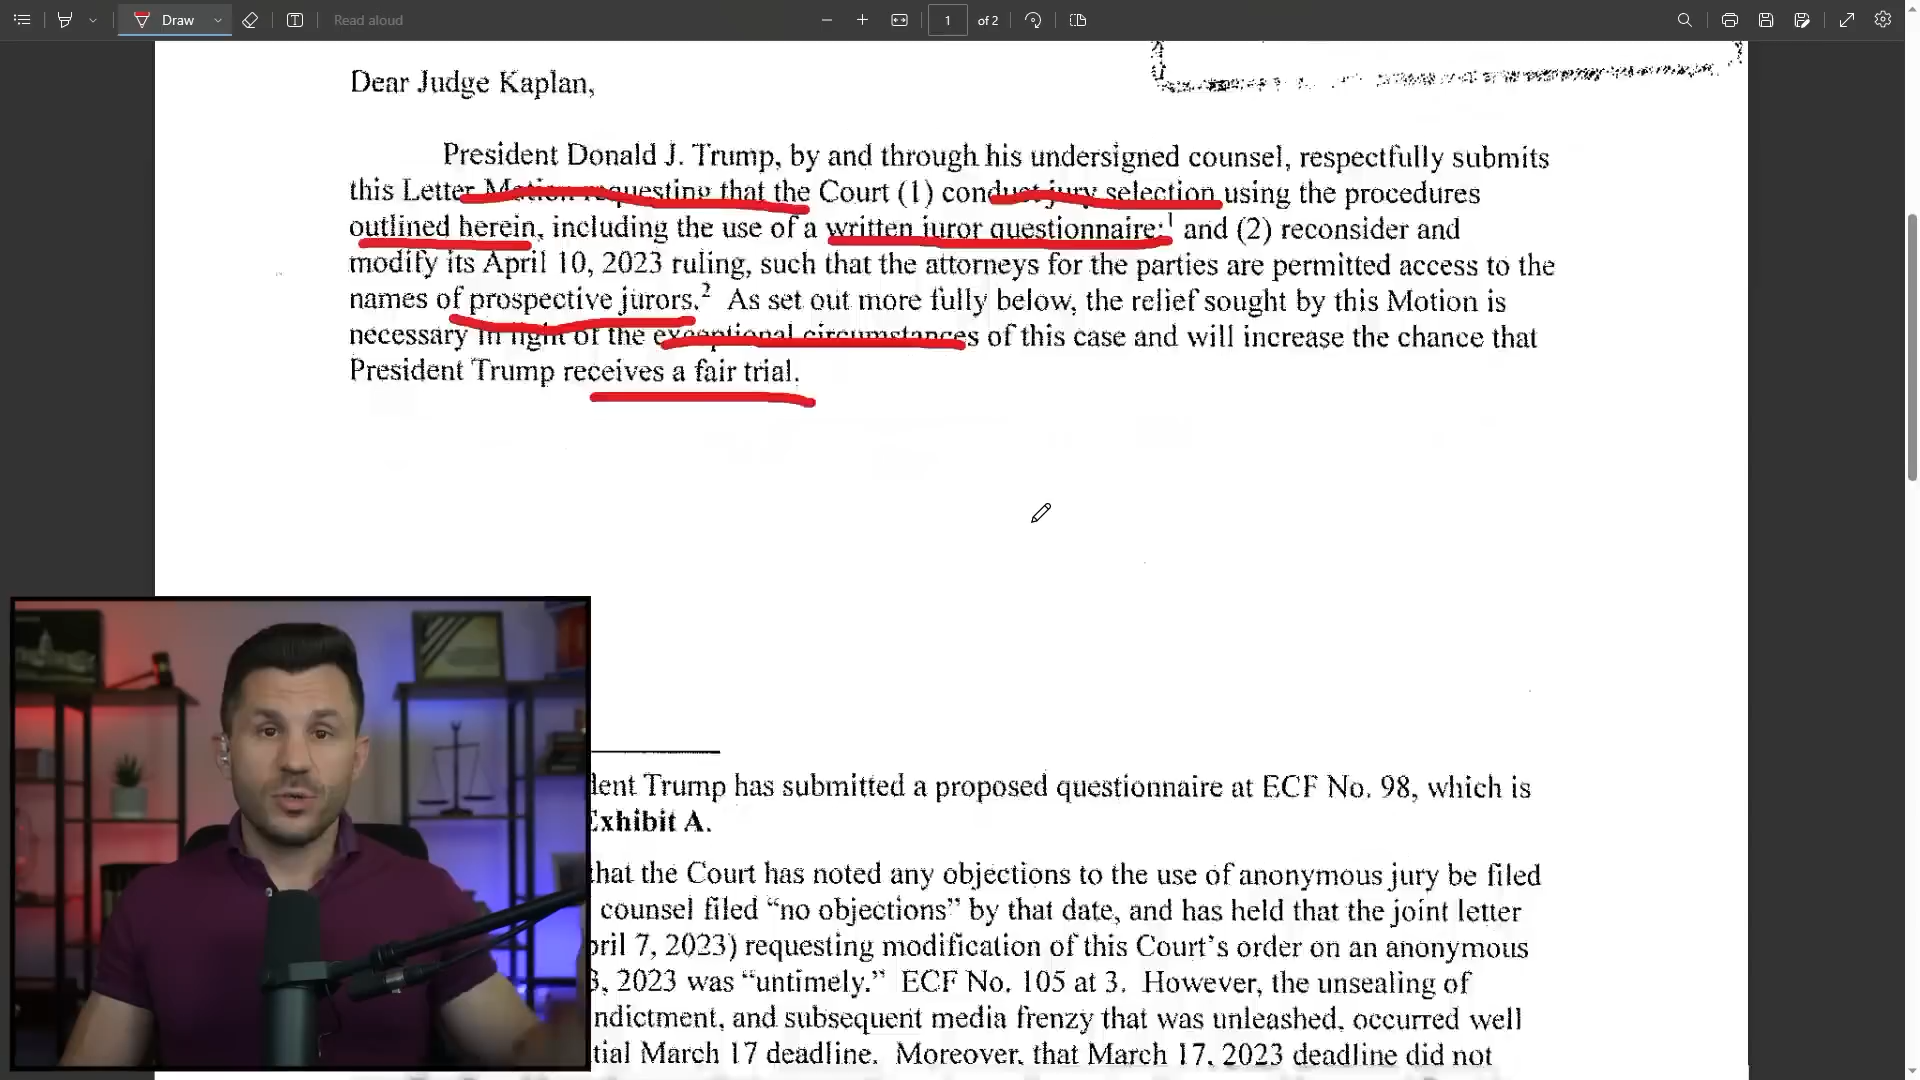 Draw
Read aloud
1
of 2
Dear Judge Kaplan,
President Donald J. Trump, by and through his undersigned counsel, respectfully submits
this Letter Motion requesting that the Court (1) conduct jury selection using the procedures
outlined herein, including the use of a written juror questionnaire;1 and (2) reconsider and
modify its April 10, 2023 ruling, such that the attorneys for the parties are permitted access to the
names of prospective jurors.2 As set out more fully below, the relief sought by this Motion is
necessary in light of the exceptional circumstances of this case and will increase the chance that
President Trump receives a fair trial.
dent Trump has submitted a proposed questionnaire at ECF No. 98, which is
Exhibit A.
that the Court has noted any objections to the use of anonymous jury be filed
counsel filed “no objections” by that date, and has held that the joint letter
pril 7, 2023) requesting modification of this Court’s order on an anonymous
3, 2023 was “untimely.” ECF No. 105 at 3. However, the unsealing of
ndictment, and subsequent media frenzy that was unleashed, occurred well
tial March 17 deadline. Moreover, that March 17, 2023 deadline did not